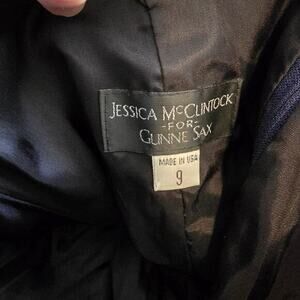 JESSICA McCLINTOCK
-FOR-
GUNNE SAX
MADE IN USA
9